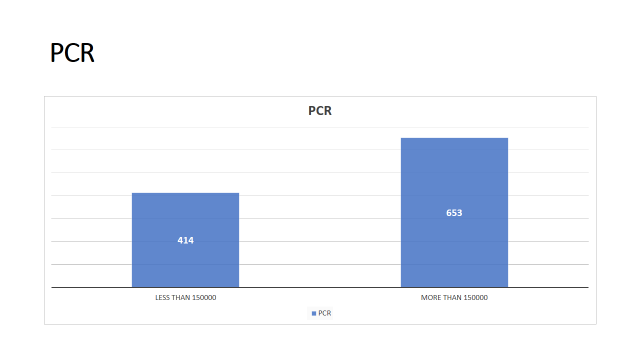 PCR
PCR
653
414
LESS THAN 150000
MORE THAN 150000
PCR